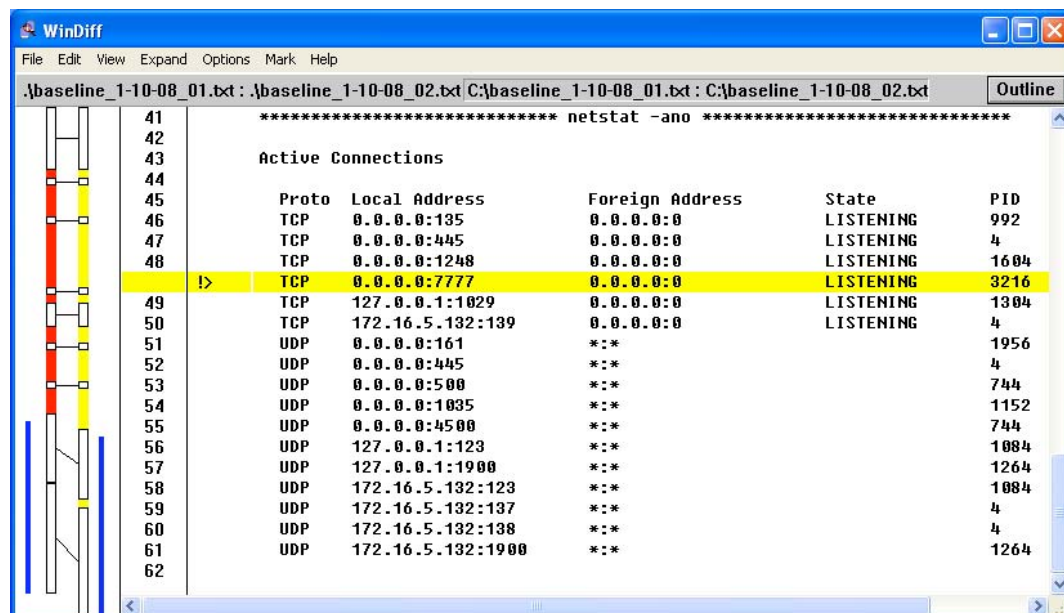 WinDiff
File Edit View Expand Options Mark Help
.\baseline_1-10-08_01.txt : .\baseline_1-10-08_02.txt C:\baseline_1-10-08_01.txt : C:\baseline_1-10-08_02.txt Outline
41 ***************************** netstat -ano ******************************
42
43 Active Connections
44
45 Proto Local Address Foreign Address State PID
46 TCP 0.0.0.0:135 0.0.0.0:0 LISTENING 992
47 TCP 0.0.0.0:445 0.0.0.0:0 LISTENING 4
48 TCP 0.0.0.0:1248 0.0.0.0:0 LISTENING 1604
!> TCP 0.0.0.0:7777 0.0.0.0:0 LISTENING 3216
49 TCP 127.0.0.1:1029 0.0.0.0:0 LISTENING 1304
50 TCP 172.16.5.132:139 0.0.0.0:0 LISTENING 4
51 UDP 0.0.0.0:161 *:* 1956
52 UDP 0.0.0.0:445 *:* 4
53 UDP 0.0.0.0:500 *:* 744
54 UDP 0.0.0.0:1035 *:* 1152
55 UDP 0.0.0.0:4500 *:* 744
56 UDP 127.0.0.1:123 *:* 1084
57 UDP 127.0.0.1:1900 *:* 1264
58 UDP 172.16.5.132:123 *:* 1084
59 UDP 172.16.5.132:137 *:* 4
60 UDP 172.16.5.132:138 *:* 4
61 UDP 172.16.5.132:1900 *:* 1264
62